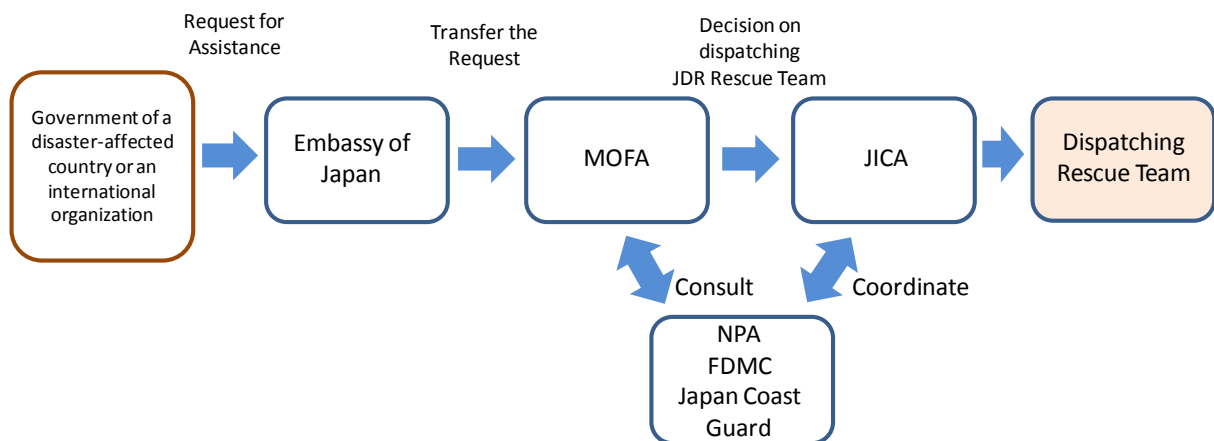 Request for
Assistance
Transfer the
Request
Decision on
dispatching
JDR Rescue Team
Government of a
disaster-affected
country or an
international
organization
Embassy of
Japan
MOFA
JICA
Dispatching
Rescue Team
Consult
Coordinate
NPA
FDMC
Japan Coast
Guard